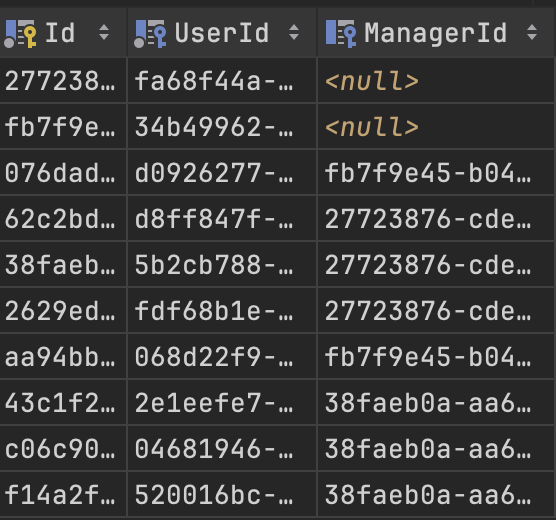 Id UserId ManagerId
277238… fa68f44a-… <null>
fb7f9e… 34b49962-… <null>
076dad… d0926277-… fb7f9e45-b04…
62c2bd… d8ff847f-… 27723876-cde…
38faeb… 5b2cb788-… 27723876-cde…
2629ed… fdf68b1e-… 27723876-cde…
aa94bb… 068d22f9-… fb7f9e45-b04…
43c1f2… 2e1eefe7-… 38faeb0a-aa6…
c06c90… 04681946-… 38faeb0a-aa6…
f14a2f… 520016bc-… 38faeb0a-aa6…